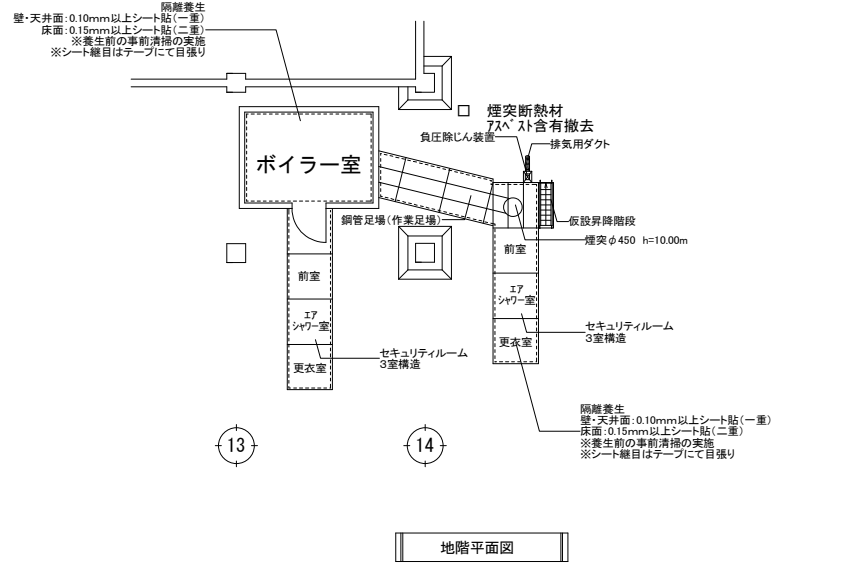 隔離養生
壁・天井面:0.10mm以上シート貼(一重)
床面:0.15mm以上シート貼(二重)
※養生前の事前清掃の実施
※シート継目はテープにて目張り
煙突断熱材
アスベスト含有撤去
負圧除じん装置
排気用ダクト
ボイラー室
鋼管足場(作業足場)
仮設昇降階段
煙突φ450 h=10.00m
前室
前室
エア
シャワー室
エア
シャワー室
セキュリティルーム
3室構造
更衣室
セキュリティルーム
3室構造
更衣室
隔離養生
壁・天井面:0.10mm以上シート貼(一重)
床面:0.15mm以上シート貼(二重)
※養生前の事前清掃の実施
※シート継目はテープにて目張り
13
14
地階平面図